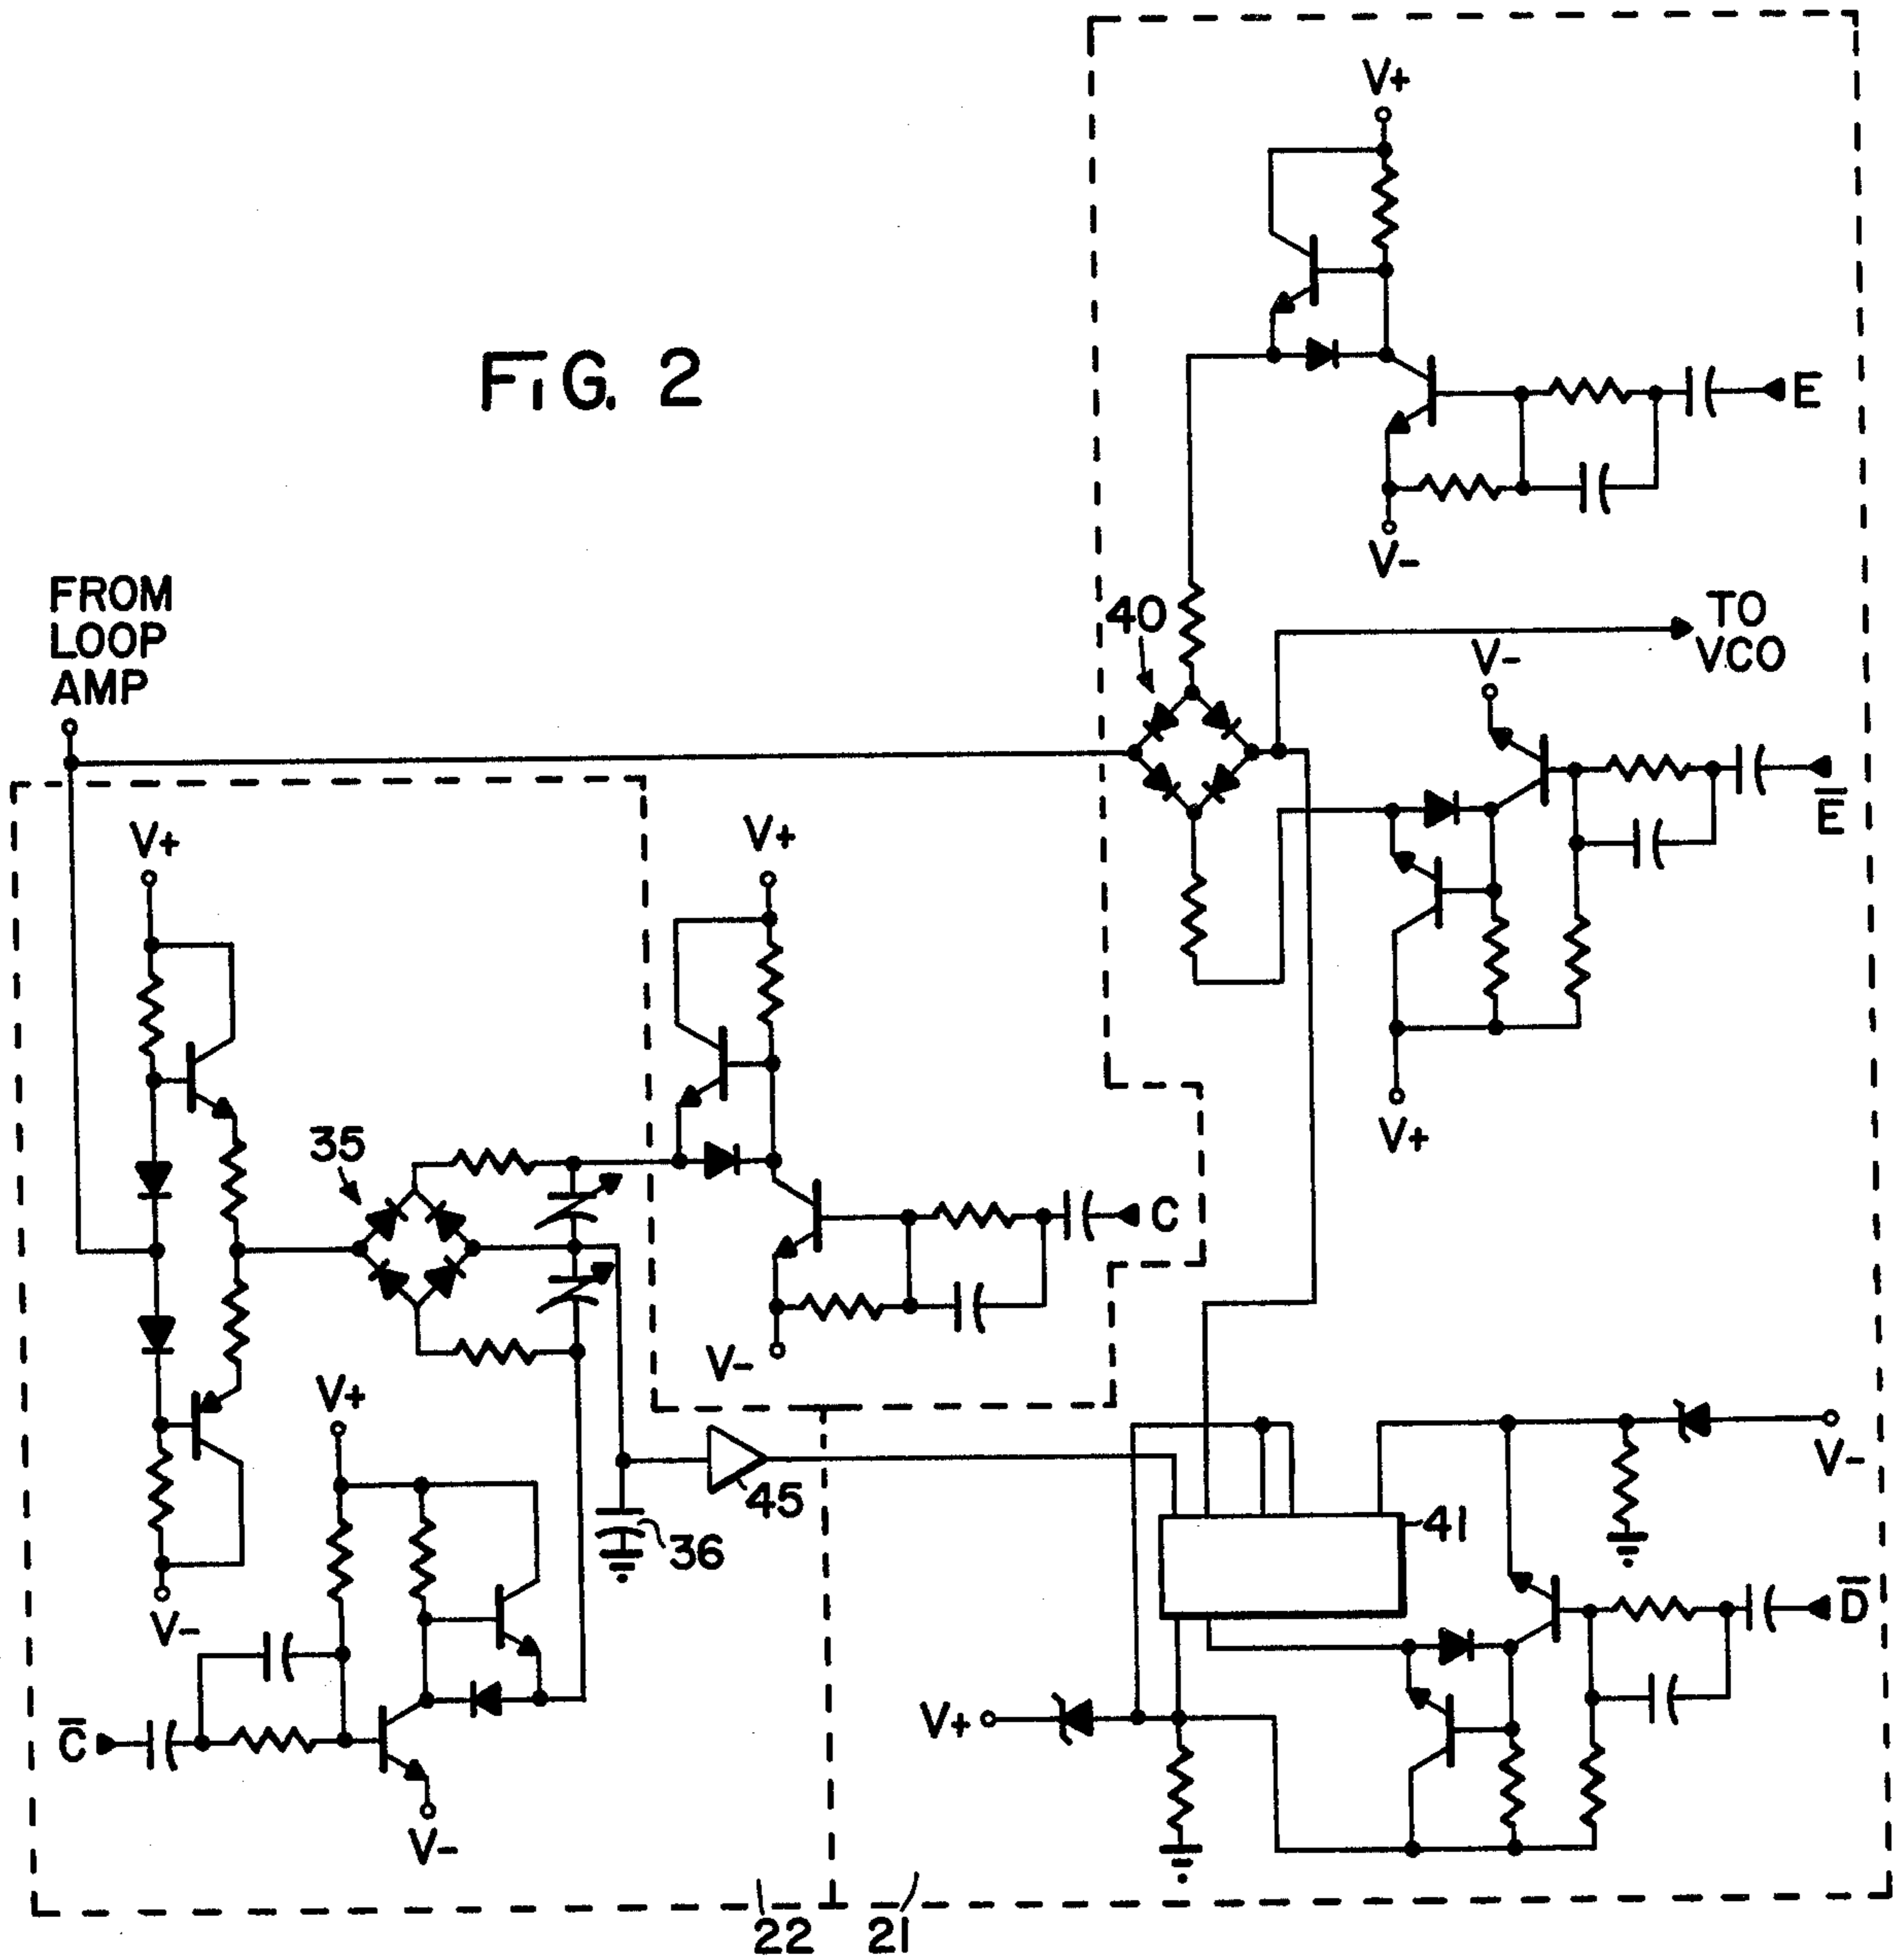 FIG. 2
V+
E
V-
FROM
LOOP
AMP
40
TO
VCO
V-
E̅
V+
V+
V+
35
C
V-
V+
V-
45
36
41
V-
D̅
V+
C̅
V-
22
21